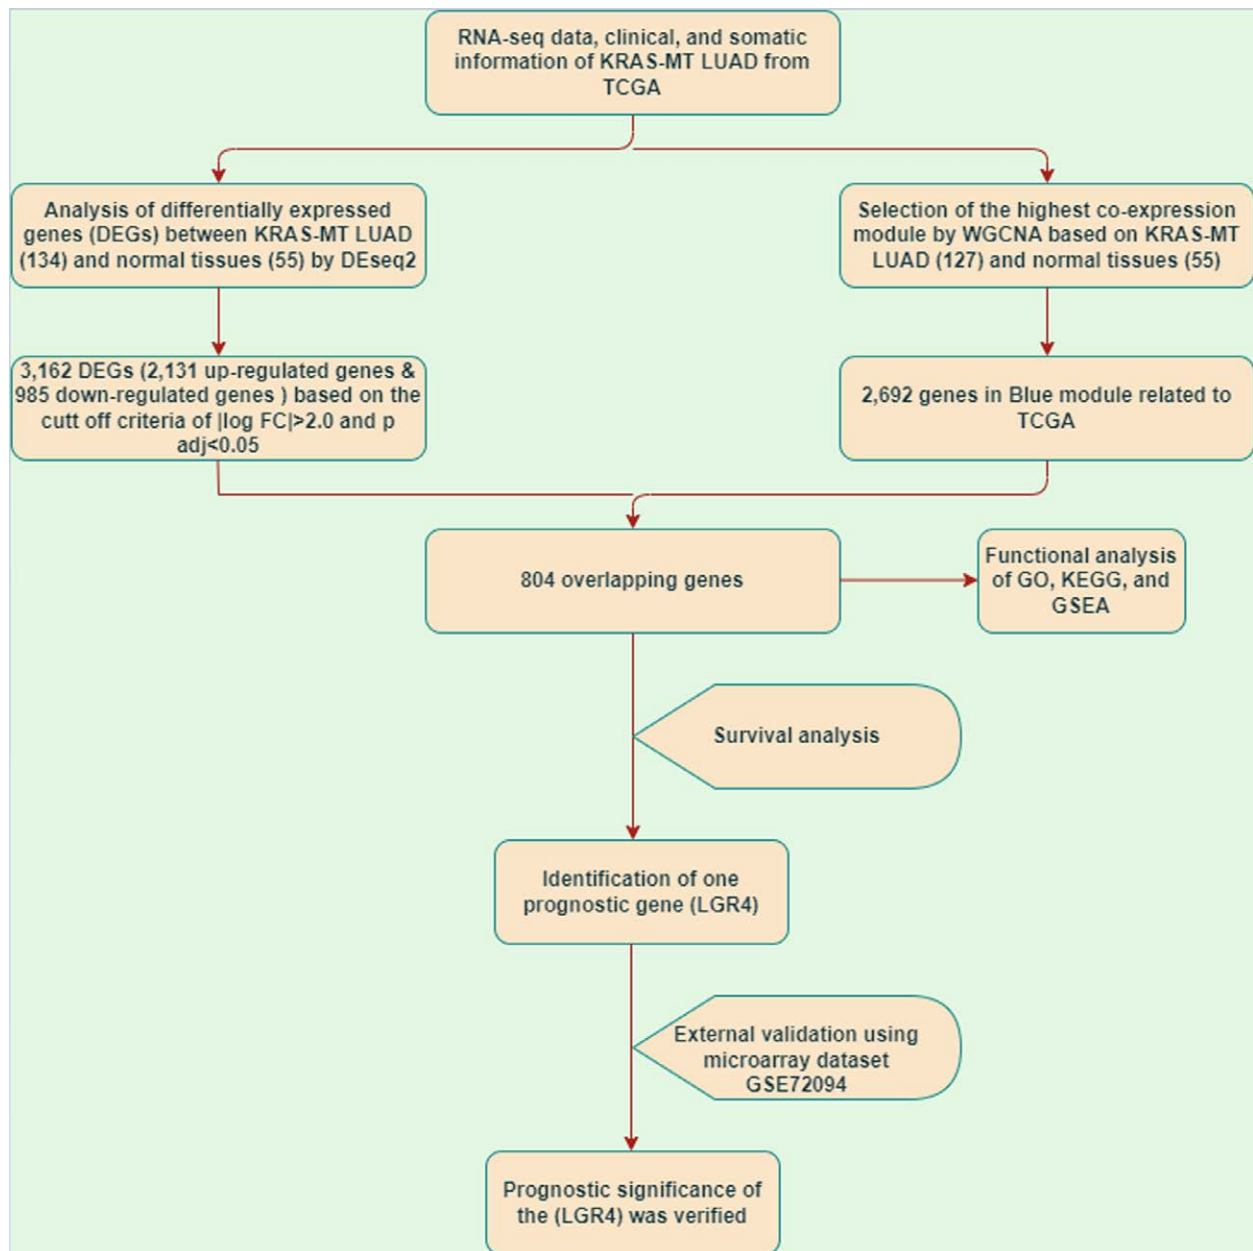 RNA-seq data, clinical, and somatic
information of KRAS-MT LUAD from
TCGA
Analysis of differentially expressed
genes (DEGs) between KRAS-MT LUAD
(134) and normal tissues (55) by DEseq2
Selection of the highest co-expression
module by WGCNA based on KRAS-MT
LUAD (127) and normal tissues (55)
3,162 DEGs (2,131 up-regulated genes &
985 down-regulated genes ) based on the
cutt off criteria of |log FC|>2.0 and p
adj<0.05
2,692 genes in Blue module related to
TCGA
804 overlapping genes
Functional analysis
of GO, KEGG, and
GSEA
Survival analysis
Identification of one
prognostic gene (LGR4)
External validation using
microarray dataset
GSE72094
Prognostic significance of
the (LGR4) was verified